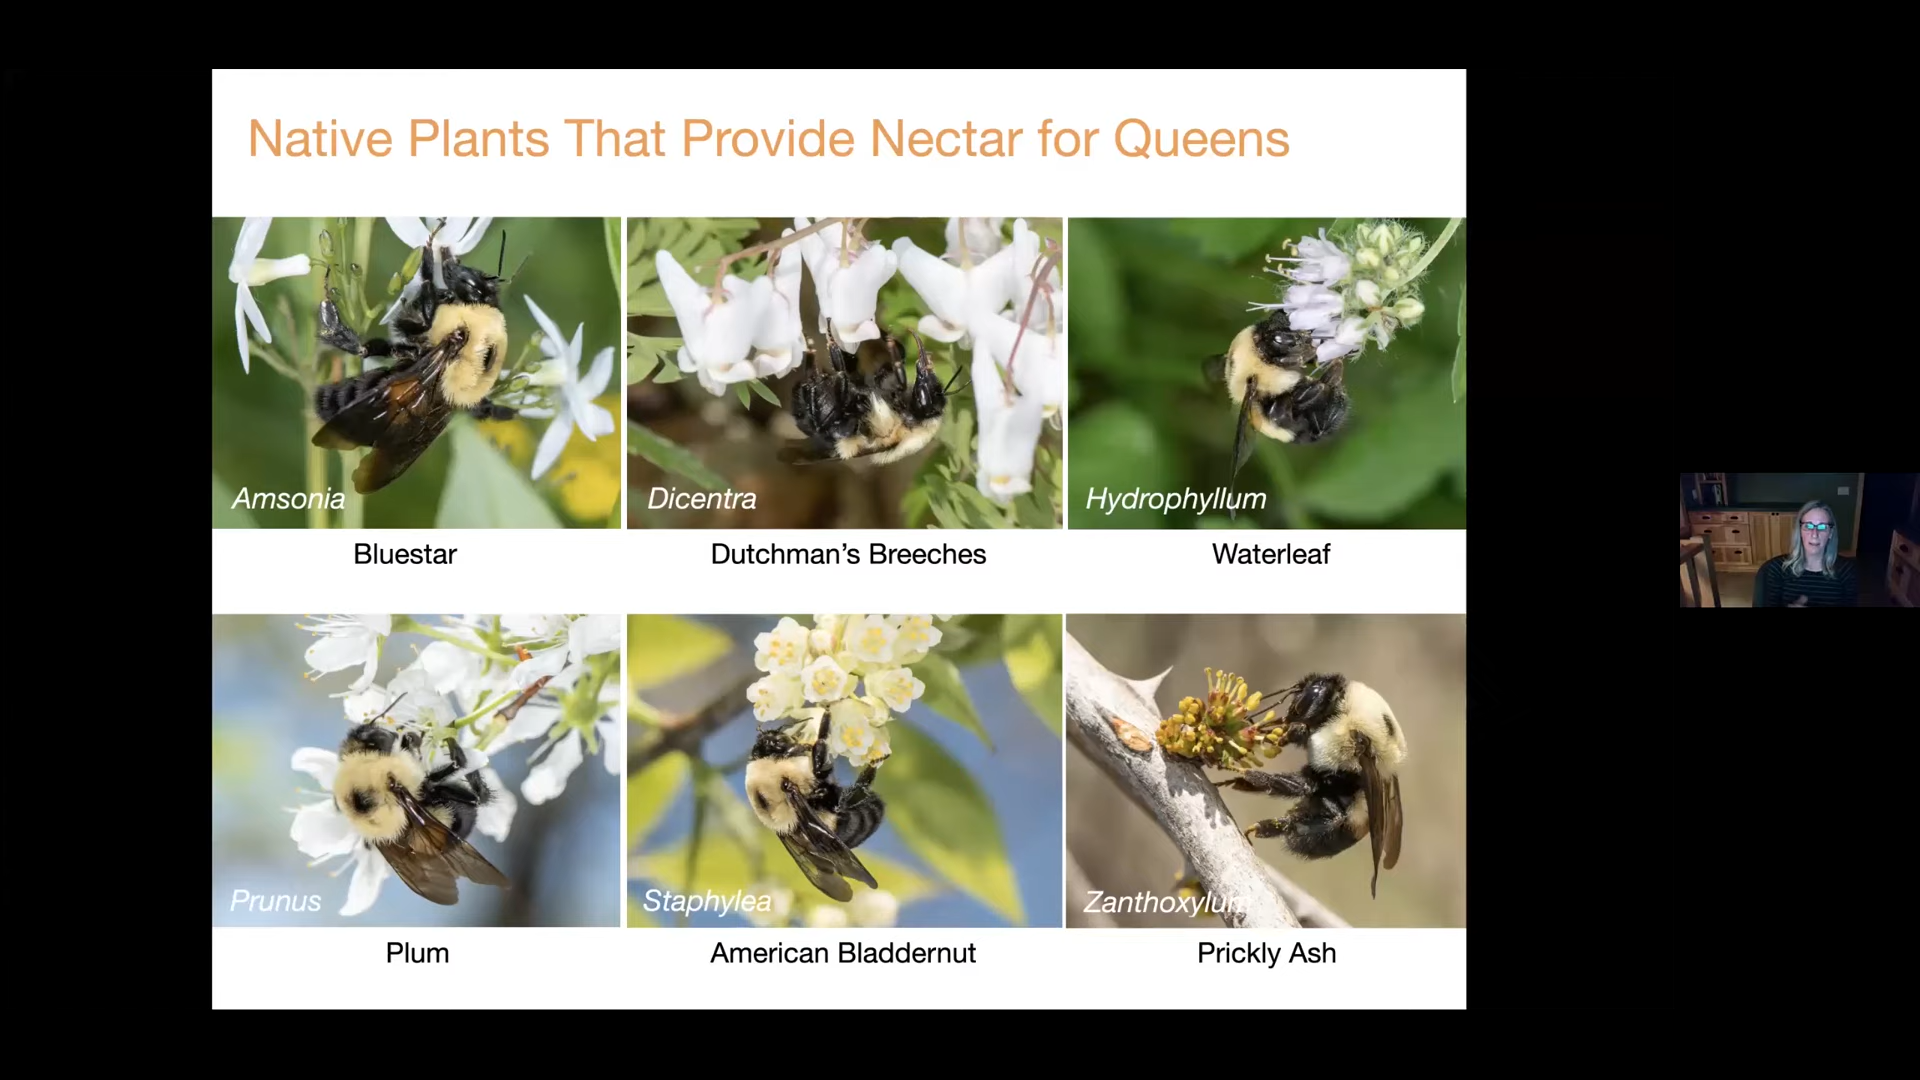 Native Plants That Provide Nectar for Queens
Amsonia
Dicentra
Hydrophyllum
Bluestar
Dutchman’s Breeches
Waterleaf
Prunus
Staphylea
Zanthoxylum
Plum
American Bladdernut
Prickly Ash